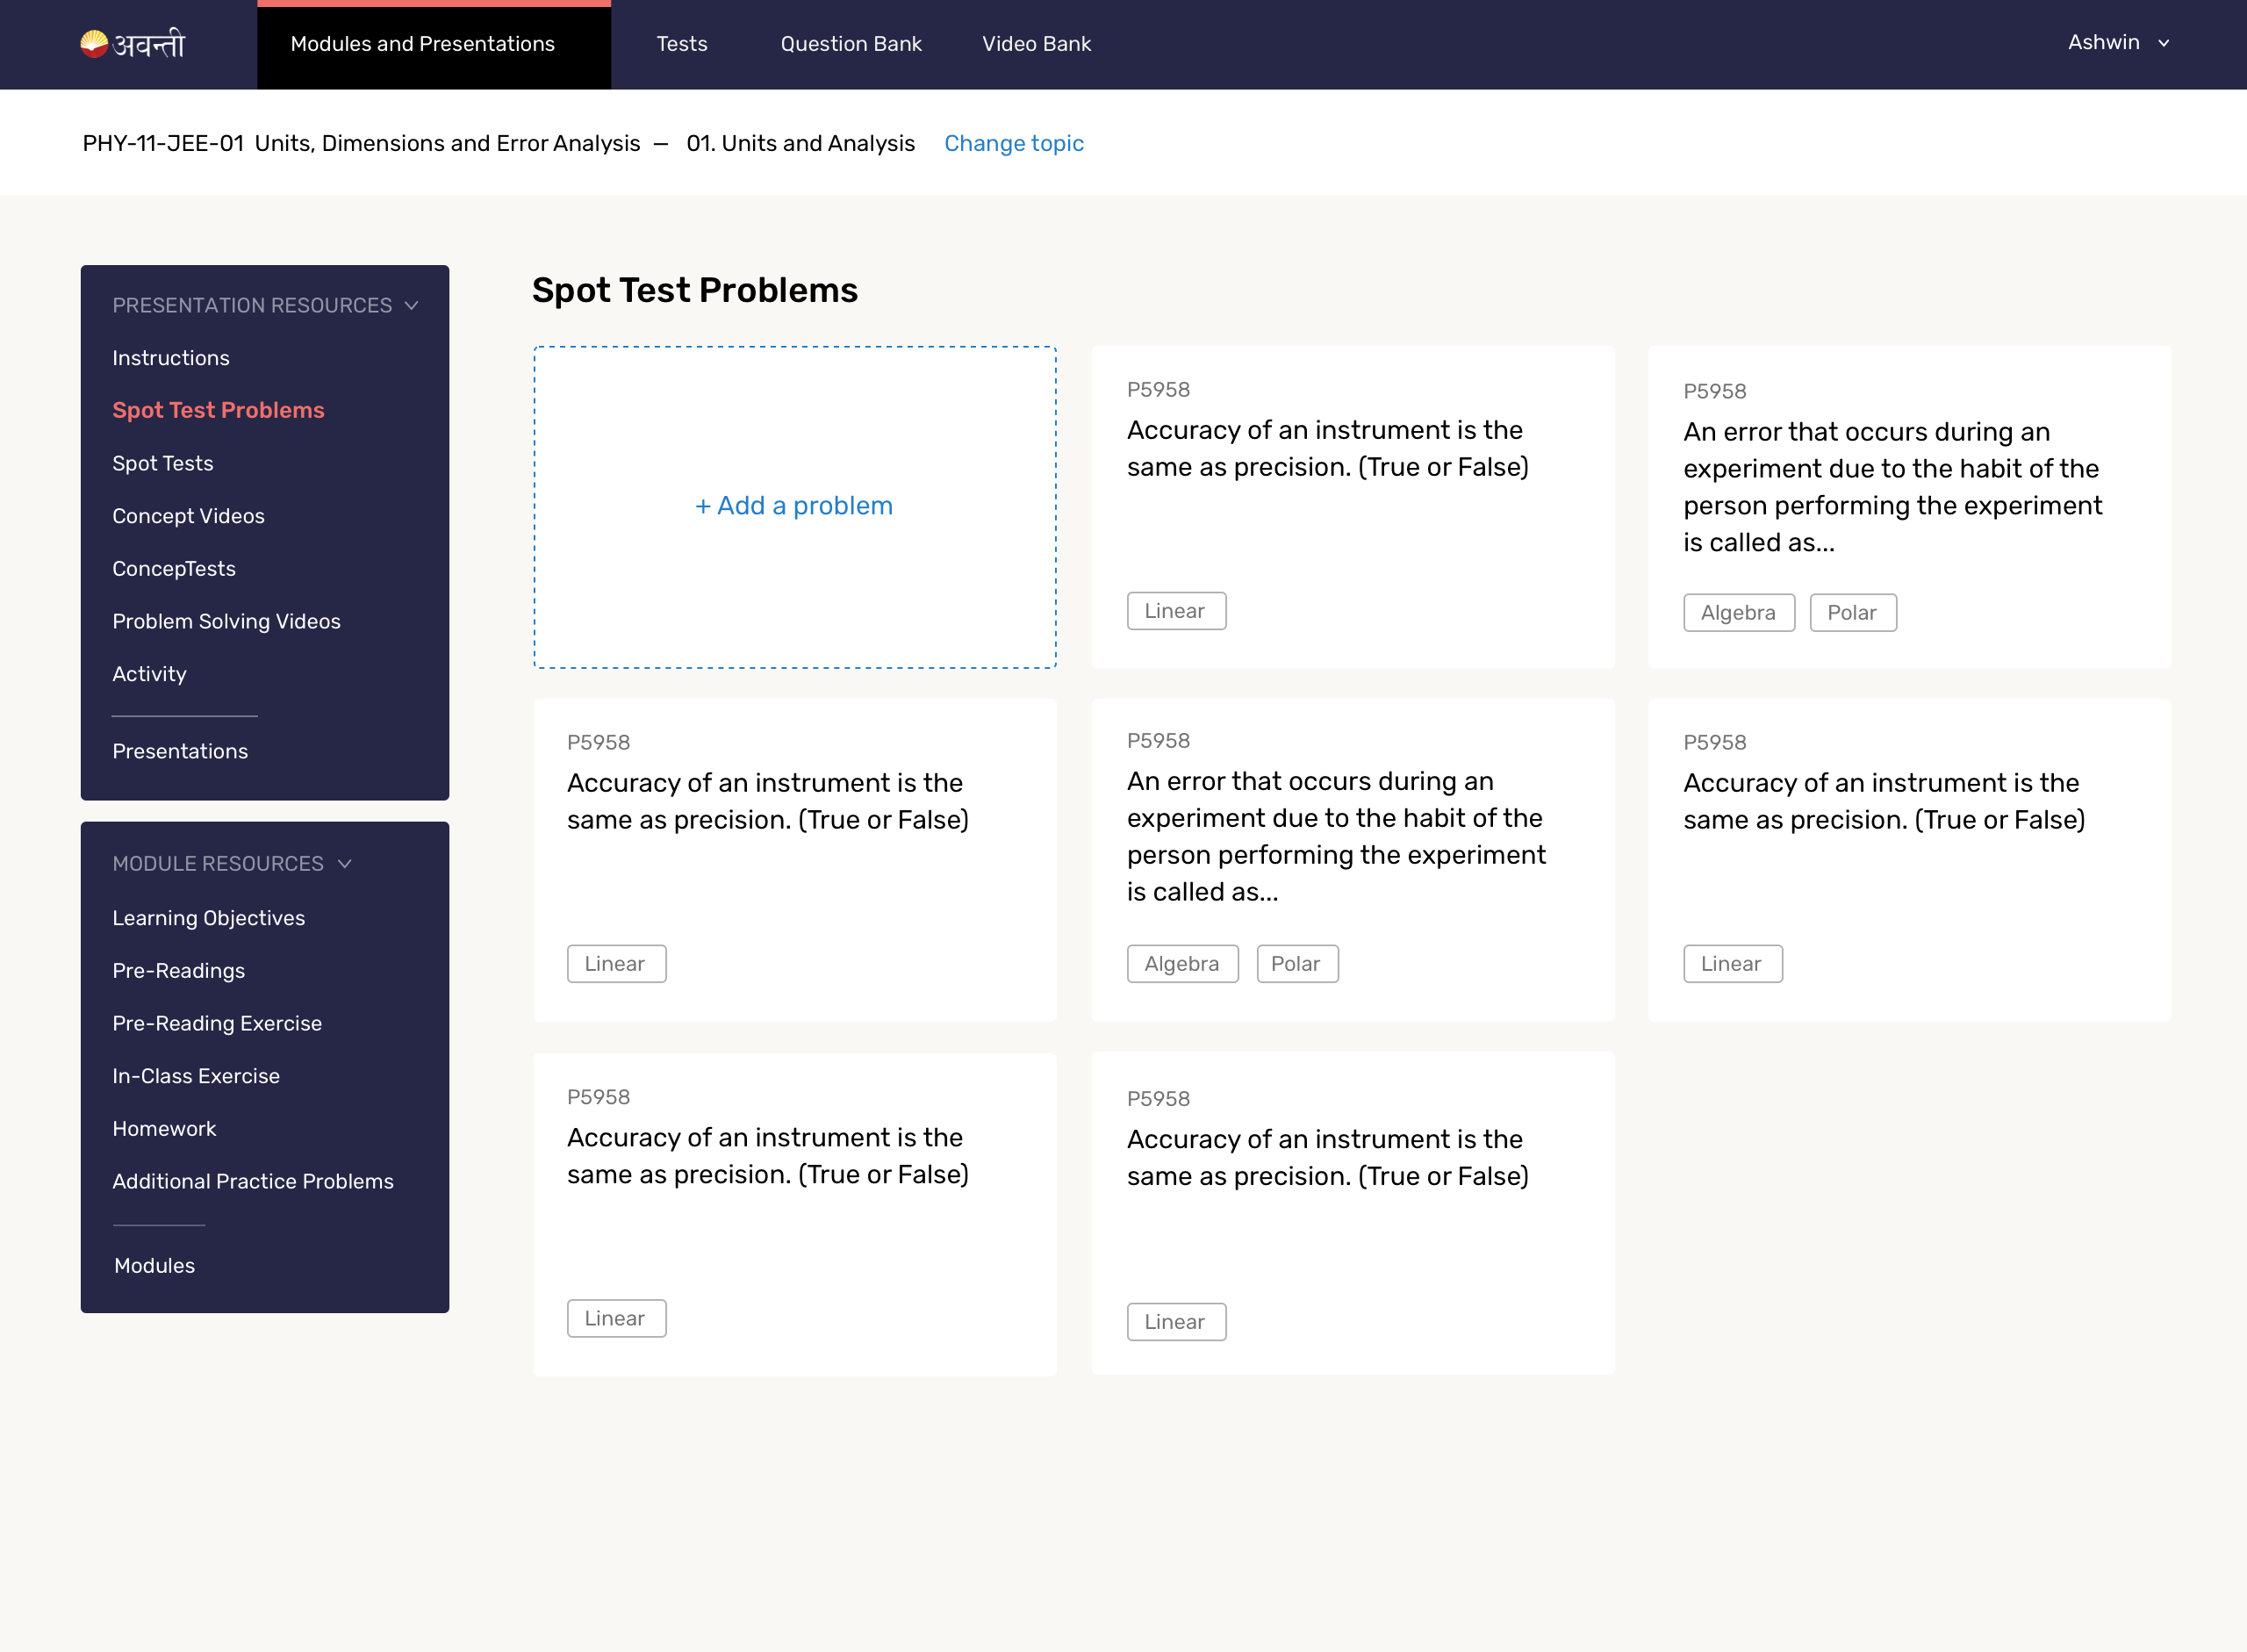 अवन्ती
Modules and Presentations
Tests
Question Bank
Video Bank
Ashwin
PHY-11-JEE-01 Units, Dimensions and Error Analysis — 01. Units and Analysis
Change topic
PRESENTATION RESOURCES
Instructions
Spot Test Problems
Spot Tests
Concept Videos
ConcepTests
Problem Solving Videos
Activity
Presentations
MODULE RESOURCES
Learning Objectives
Pre-Readings
Pre-Reading Exercise
In-Class Exercise
Homework
Additional Practice Problems
Modules
Spot Test Problems
+ Add a problem
P5958
Accuracy of an instrument is the
same as precision. (True or False)
Linear
P5958
An error that occurs during an
experiment due to the habit of the
person performing the experiment
is called as...
Algebra
Polar
P5958
Accuracy of an instrument is the
same as precision. (True or False)
Linear
P5958
An error that occurs during an
experiment due to the habit of the
person performing the experiment
is called as...
Algebra
Polar
P5958
Accuracy of an instrument is the
same as precision. (True or False)
Linear
P5958
Accuracy of an instrument is the
same as precision. (True or False)
Linear
P5958
Accuracy of an instrument is the
same as precision. (True or False)
Linear